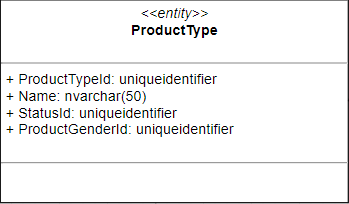 <<entity>>
ProductType
+ ProductTypeId: uniqueidentifier
+ Name: nvarchar(50)
+ StatusId: uniqueidentifier
+ ProductGenderId: uniqueidentifier